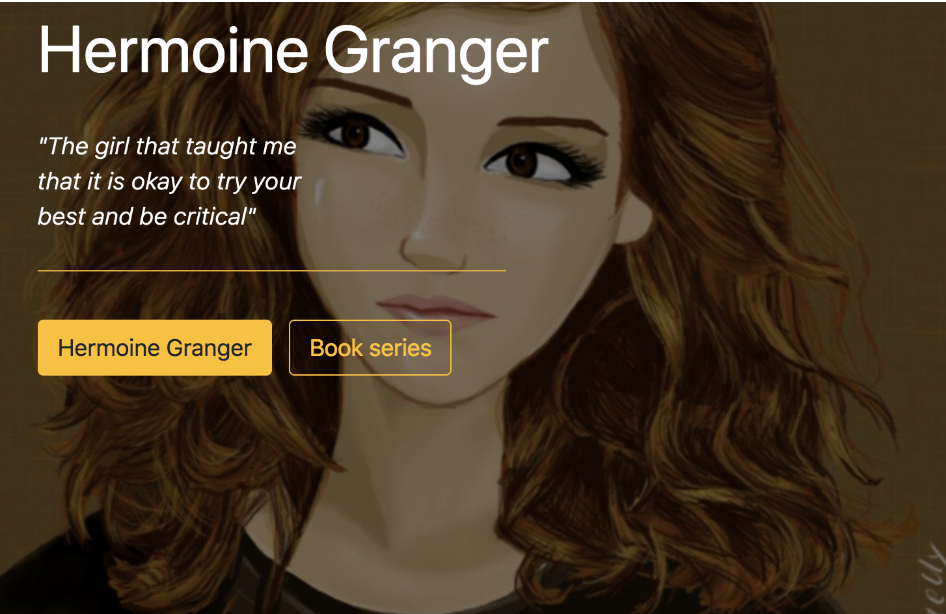 Hermoine Granger
"The girl that taught me
that it is okay to try your
best and be critical"
Hermoine Granger
Book series
elly